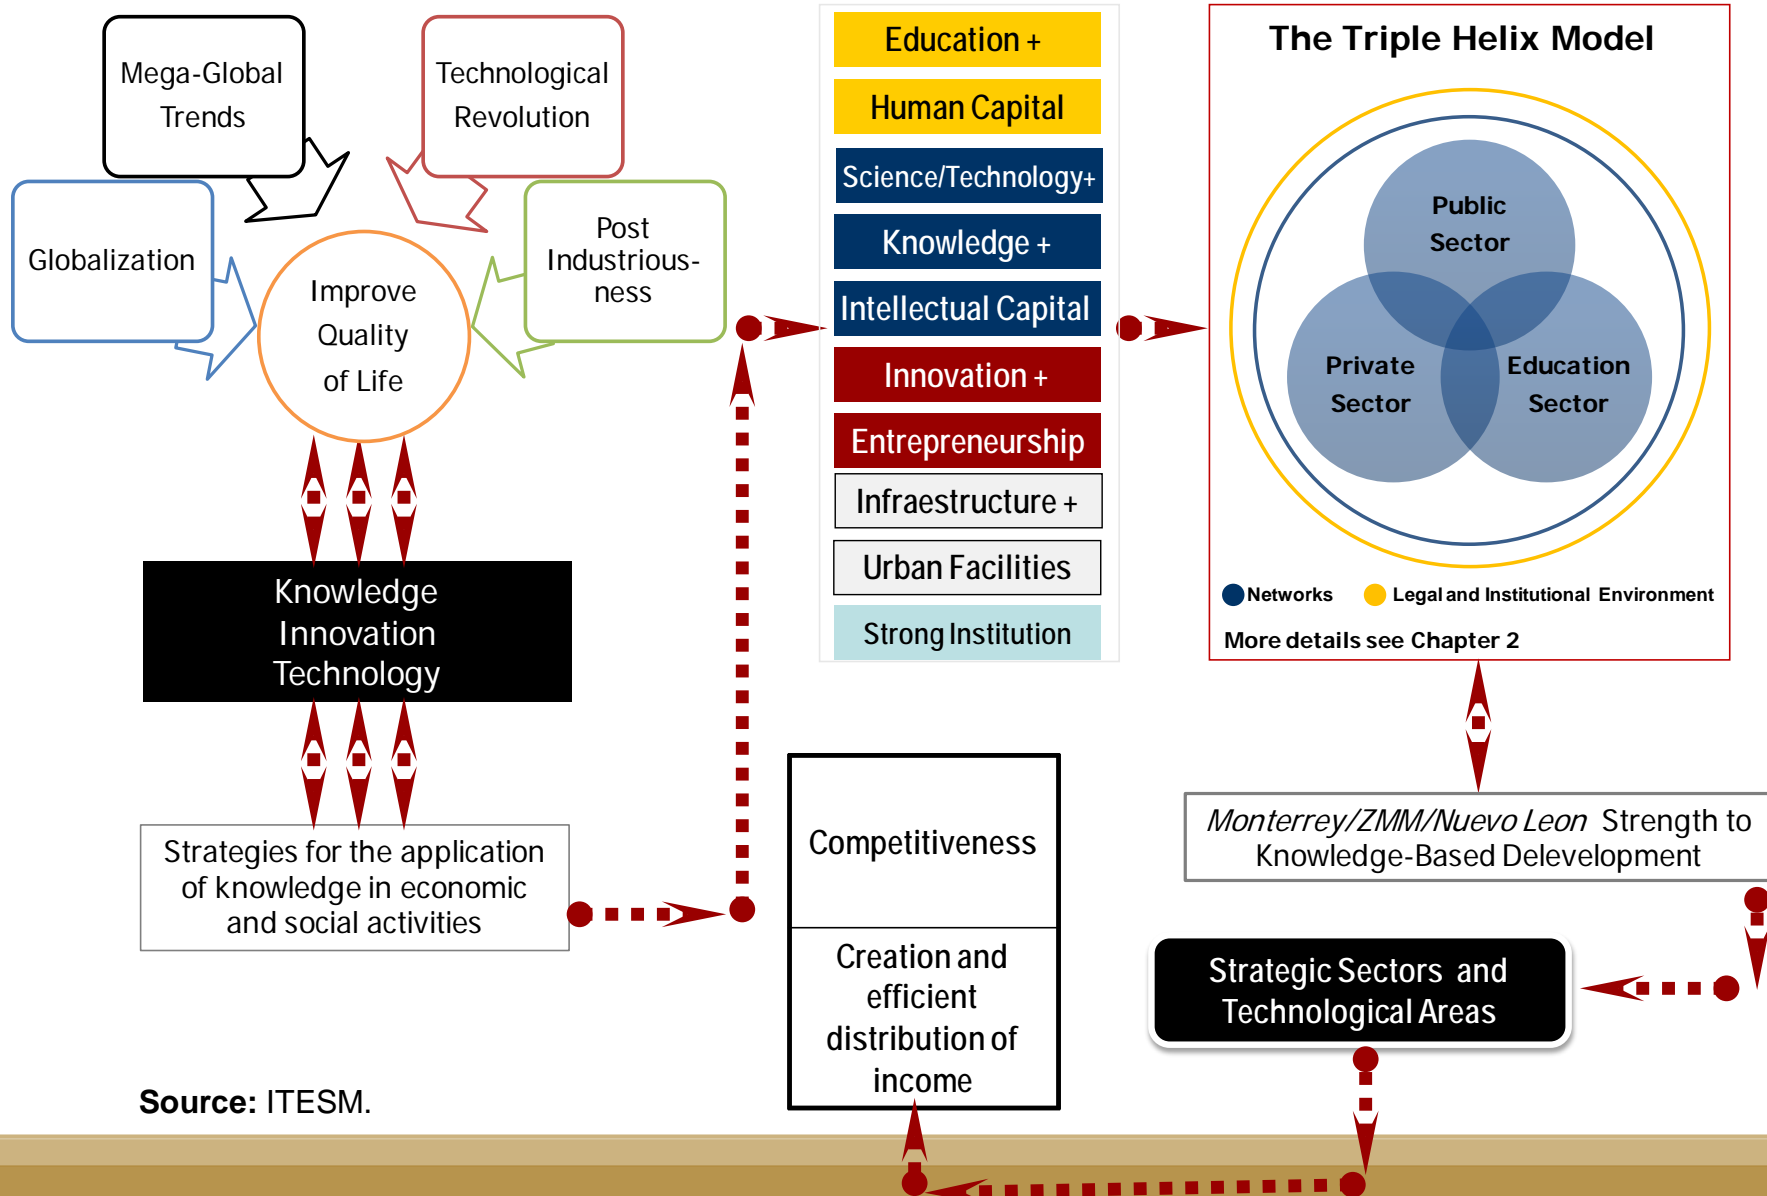 Mega-Global
Trends
Technological
Revolution
Globalization
Post
Industrious-
ness
Improve
Quality
of Life
Knowledge
Innovation
Technology
Strategies for the application
of knowledge in economic
and social activities
Education +
Human Capital
Science/Technology+
Knowledge +
Intellectual Capital
Innovation +
Entrepreneurship
Infraestructure +
Urban Facilities
Strong Institution
The Triple Helix Model
Public
Sector
Private
Sector
Education
Sector
Networks
Legal and Institutional Environment
More details see Chapter 2
Monterrey/ZMM/Nuevo Leon Strength to
Knowledge-Based Delevelopment
Strategic Sectors and
Technological Areas
Competitiveness
Creation and
efficient
distribution of
income
Source: ITESM.